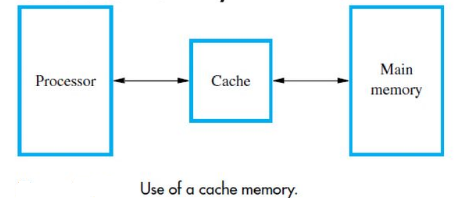 Processor
Cache
Main
memory
Use of a cache memory.